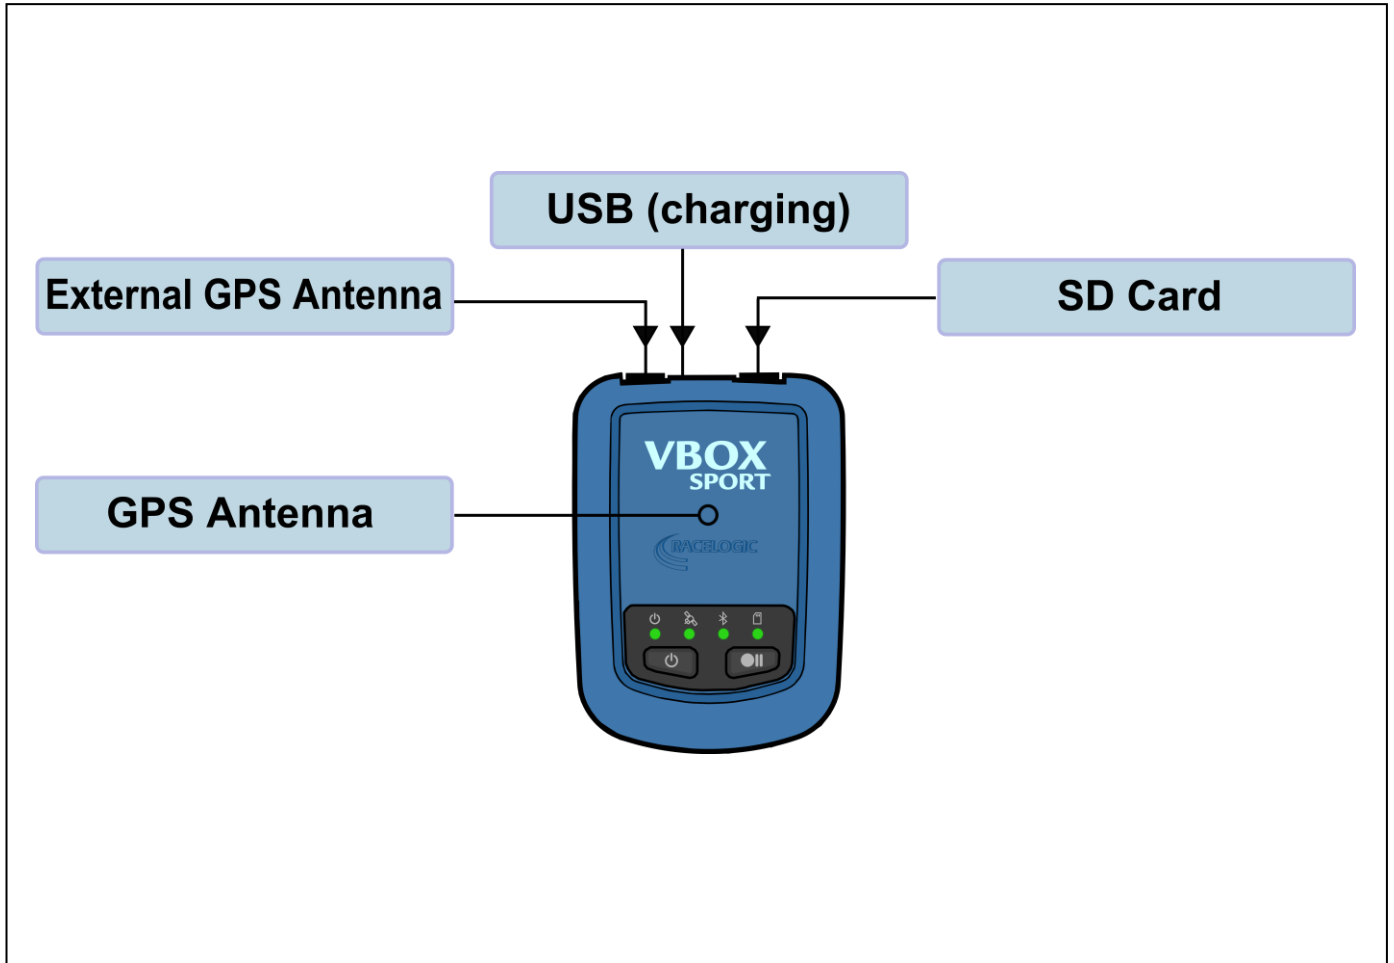 USB (charging)
External GPS Antenna
SD Card
VBOX
SPORT
GPS Antenna
RACELOGIC